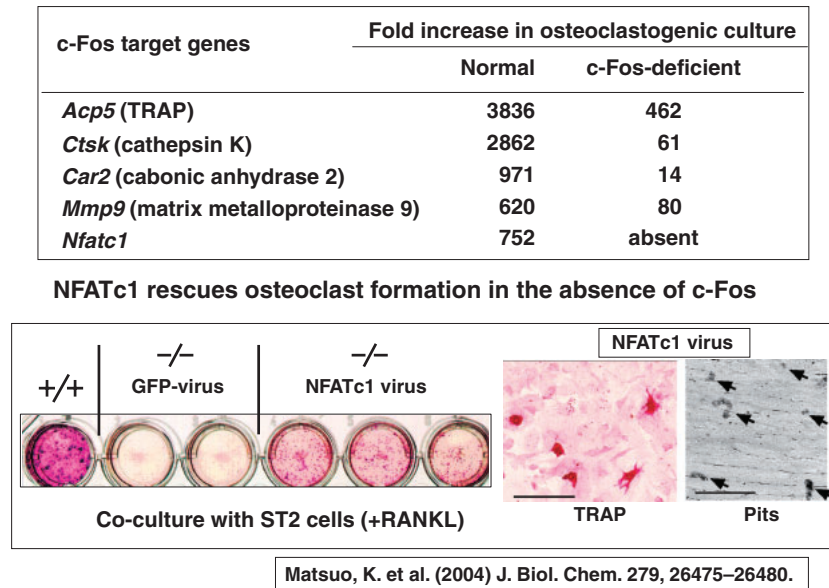 c-Fos target genes
Fold increase in osteoclastogenic culture
Normal c-Fos-deficient
Acp5 (TRAP) 3836 462
Ctsk (cathepsin K) 2862 61
Car2 (cabonic anhydrase 2) 971 14
Mmp9 (matrix metalloproteinase 9) 620 80
Nfatc1 752 absent
NFATc1 rescues osteoclast formation in the absence of c-Fos
+/+
–/–
GFP-virus
–/–
NFATc1 virus
NFATc1 virus
Co-culture with ST2 cells (+RANKL)
TRAP
Pits
Matsuo, K. et al. (2004) J. Biol. Chem. 279, 26475–26480.